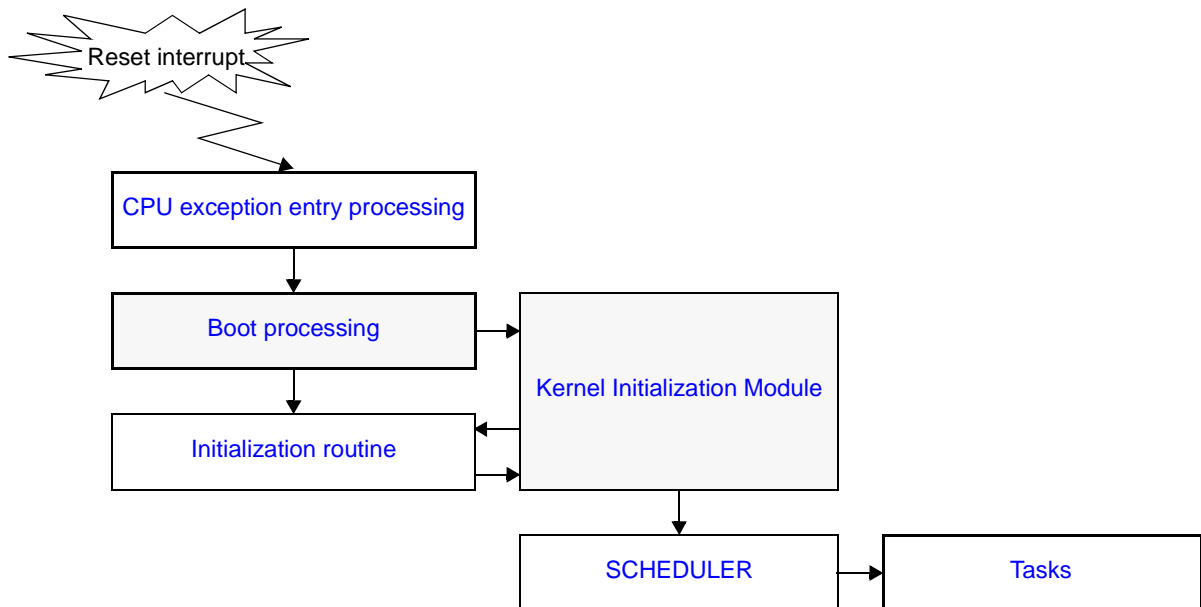 Reset interrupt
CPU exception entry processing
Boot processing
Kernel Initialization Module
Initialization routine
SCHEDULER
Tasks